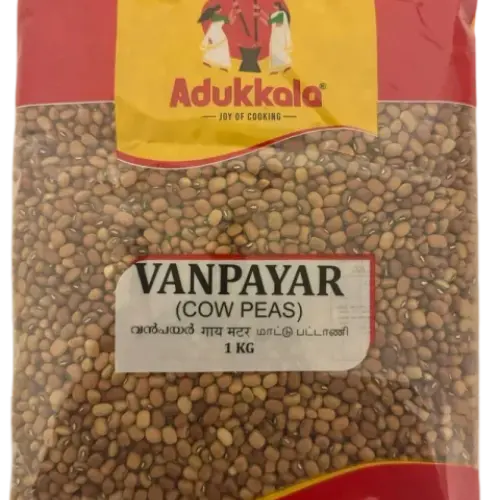 Adukkala®
JOY OF COOKING
VANPAYAR
(COW PEAS)
വൻപയർ गाय मटर மாட்டு பட்டாணி
1 KG